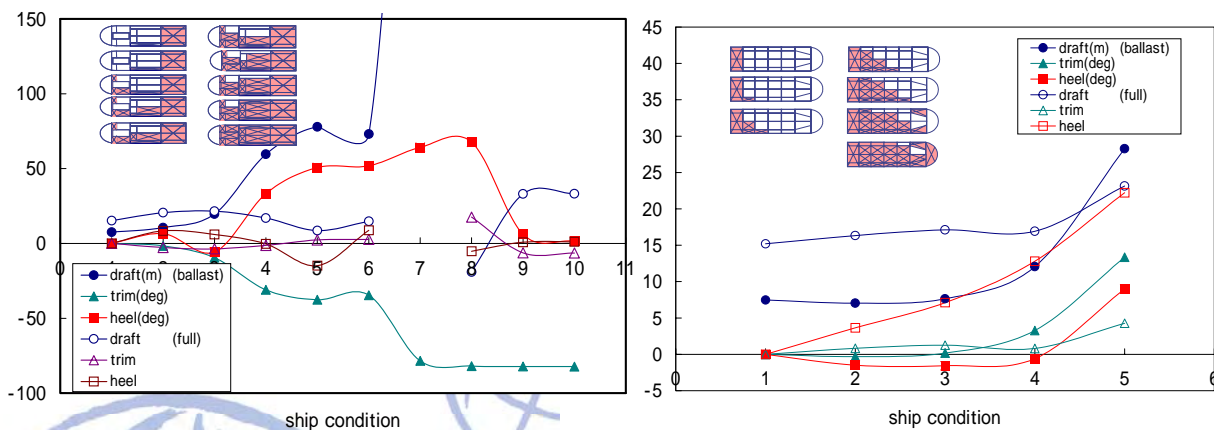 150
100
50
0
-50
-100
0 4 5 6 7 8 9 10 11
draft(m) (ballast)
trim(deg)
heel(deg)
draft (full)
trim
heel
ship condition
45
40
35
30
25
20
15
10
5
0
-5
0 1 2 3 4 5 6
draft(m) (ballast)
trim(deg)
heel(deg)
draft (full)
trim
heel
ship condition